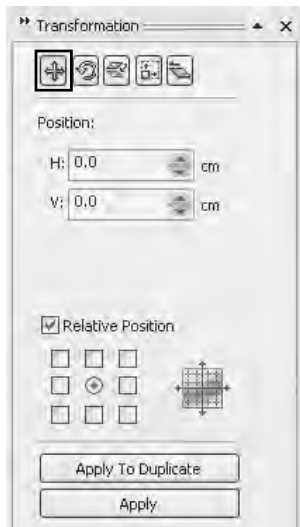 Transformation
Position:
H: 0.0 cm
V: 0.0 cm
Relative Position
Apply To Duplicate
Apply